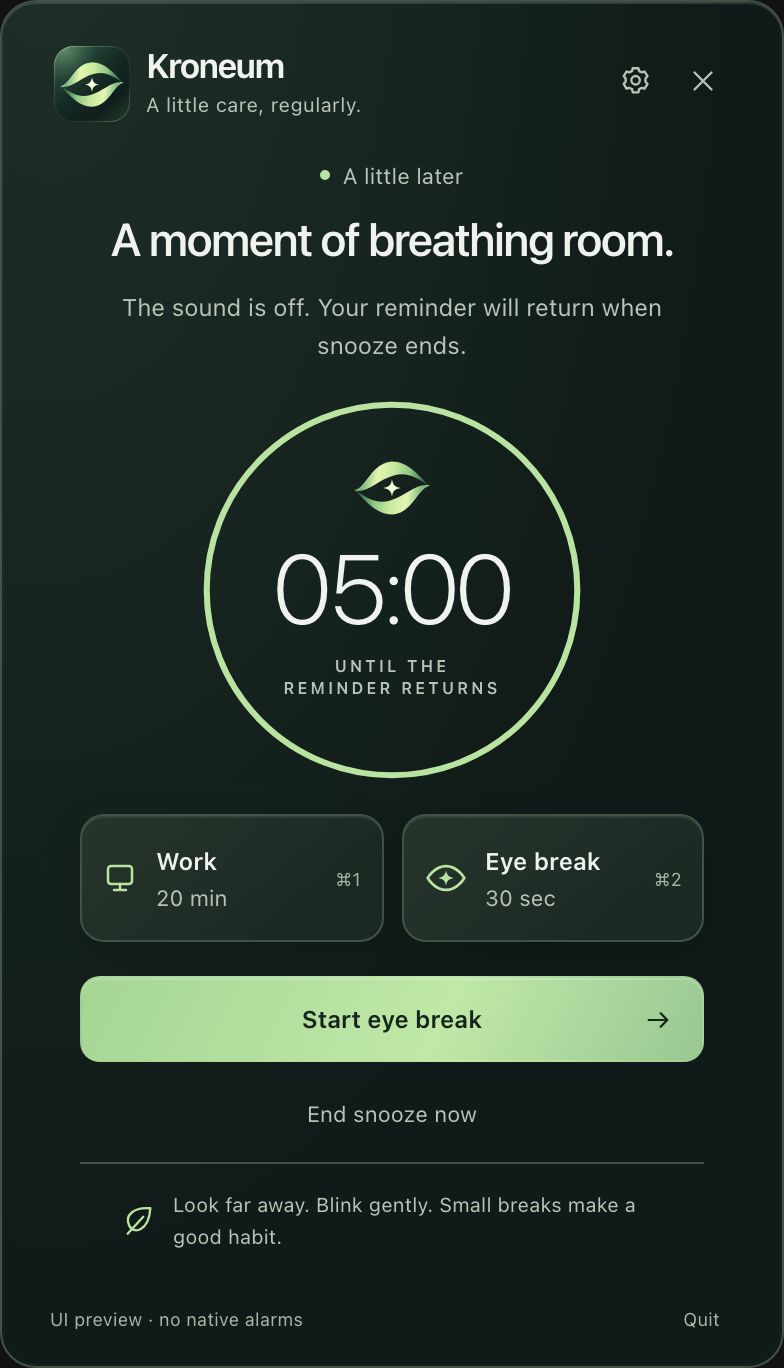 Kroneum
A little care, regularly.
A little later
A moment of breathing room.
The sound is off. Your reminder will return when
snooze ends.
05:00
UNTIL THE
REMINDER RETURNS
Work
20 min
⌘1
Eye break
30 sec
⌘2
Start eye break
End snooze now
Look far away. Blink gently. Small breaks make a
good habit.
UI preview · no native alarms
Quit